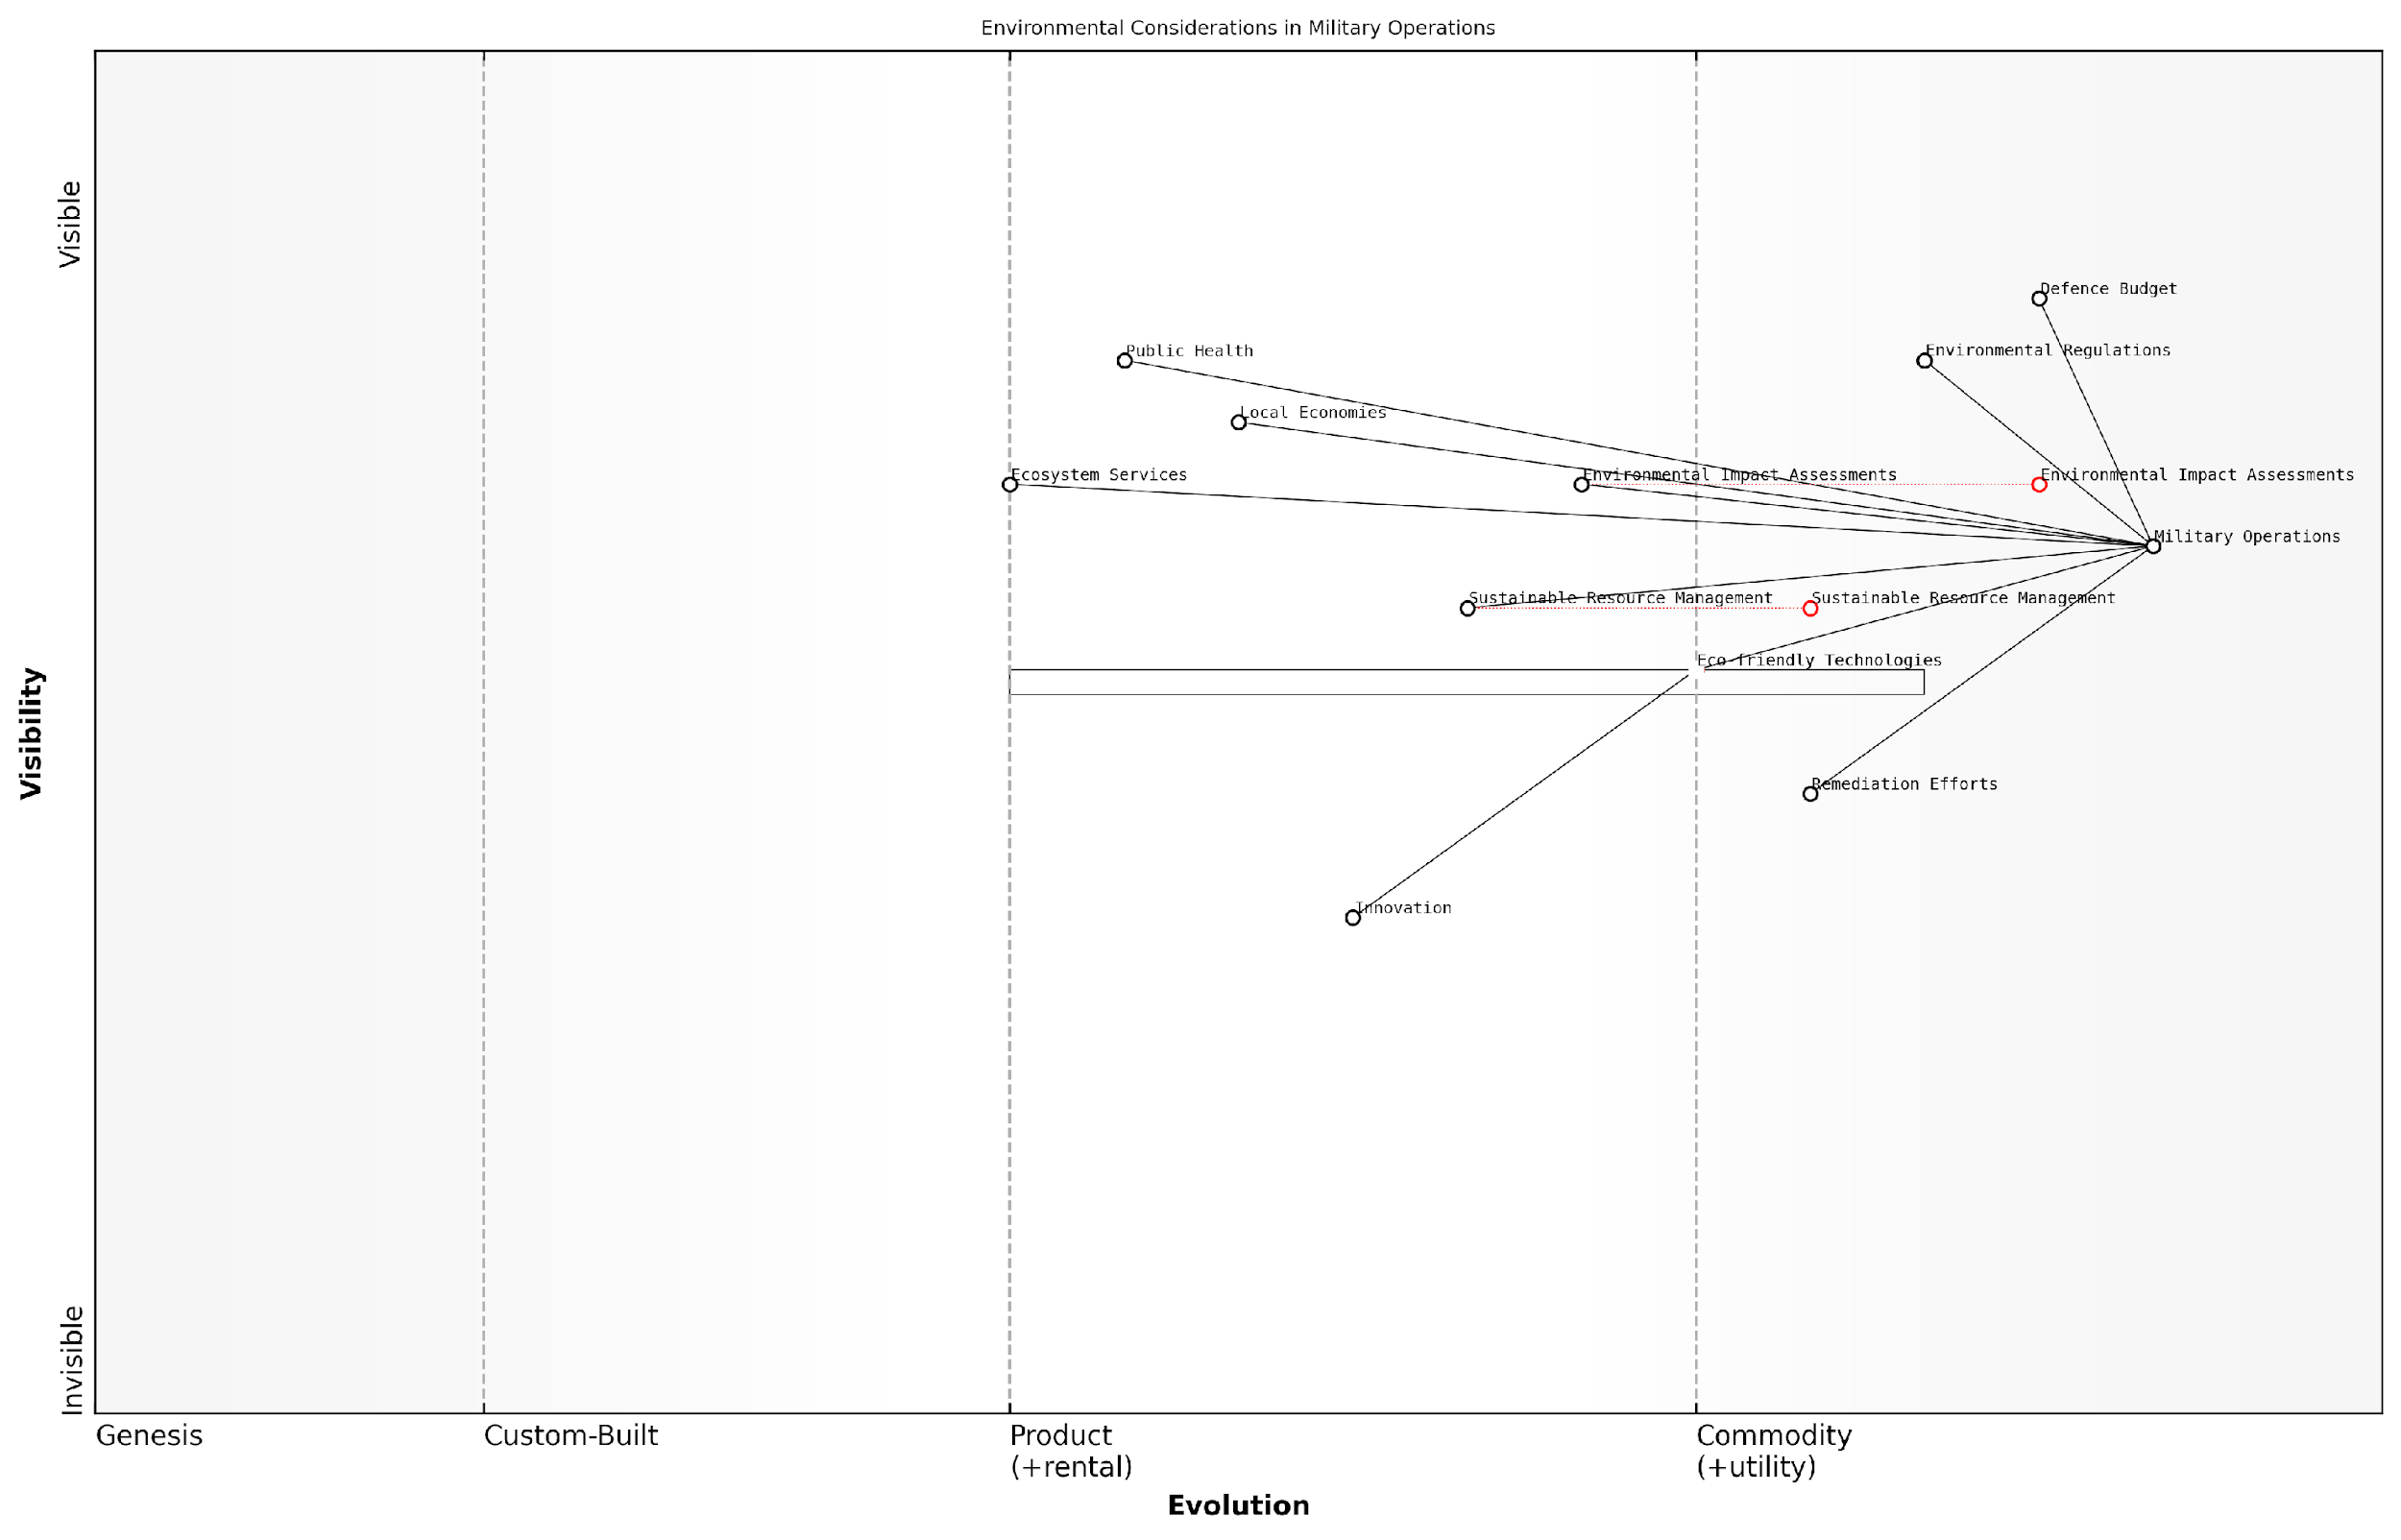 Environmental Considerations in Military Operations
Visible
Defence Budget
Public Health
Environmental Regulations
Local Economies
Ecosystem Services
Environmental Impact Assessments
Environmental Impact Assessments
Military Operations
Sustainable Resource Management
Sustainable Resource Management
Eco-friendly Technologies
Visibility
Remediation Efforts
Innovation
Invisible
Genesis
Custom-Built
Product
(+rental)
Commodity
(+utility)
Evolution